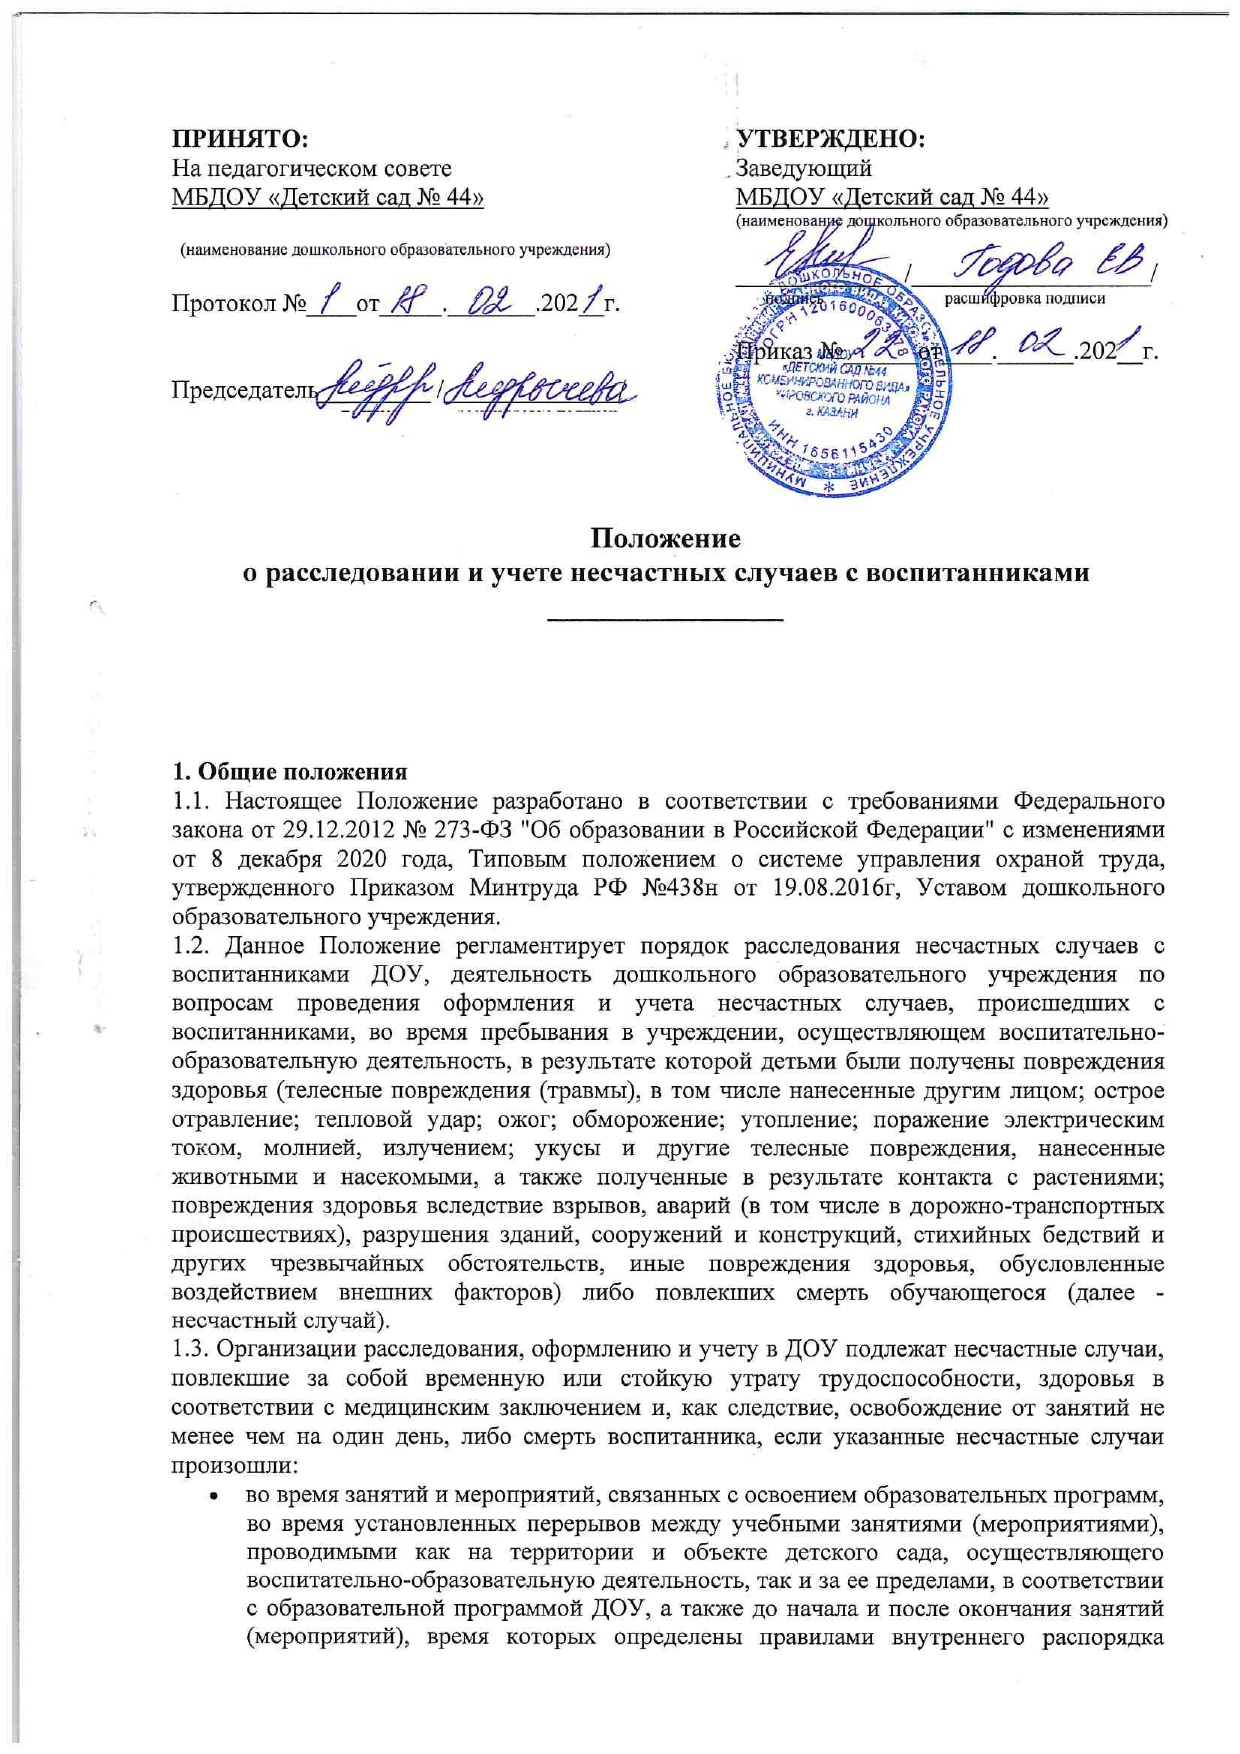 ПРИНЯТО:
На педагогическом совете
МБДОУ «Детский сад № 44»
(наименование дошкольного образовательного учреждения)
Протокол № 1 от 18 . 02 .2021 г.
Председатель /
УТВЕРЖДЕНО:
Заведующий
МБДОУ «Детский сад № 44»
(наименование дошкольного образовательного учреждения)
/ Годова ЕВ /
подпись расшифровка подписи
Приказ № 22 от 18 . 02 .2021 г.
МБДОУ
«ДЕТСКИЙ САД №44
КОМБИНИРОВАННОГО ВИДА»
КИРОВСКОГО РАЙОНА
г. КАЗАНИ
ИНН 1656115430
Положение
о расследовании и учете несчастных случаев с воспитанниками
1. Общие положения
1.1. Настоящее Положение разработано в соответствии с требованиями Федерального
закона от 29.12.2012 № 273-ФЗ "Об образовании в Российской Федерации" с изменениями
от 8 декабря 2020 года, Типовым положением о системе управления охраной труда,
утвержденного Приказом Минтруда РФ №438н от 19.08.2016г, Уставом дошкольного
образовательного учреждения.
1.2. Данное Положение регламентирует порядок расследования несчастных случаев с
воспитанниками ДОУ, деятельность дошкольного образовательного учреждения по
вопросам проведения оформления и учета несчастных случаев, происшедших с
воспитанниками, во время пребывания в учреждении, осуществляющем воспитательно-
образовательную деятельность, в результате которой детьми были получены повреждения
здоровья (телесные повреждения (травмы), в том числе нанесенные другим лицом; острое
отравление; тепловой удар; ожог; обморожение; утопление; поражение электрическим
током, молнией, излучением; укусы и другие телесные повреждения, нанесенные
животными и насекомыми, а также полученные в результате контакта с растениями;
повреждения здоровья вследствие взрывов, аварий (в том числе в дорожно-транспортных
происшествиях), разрушения зданий, сооружений и конструкций, стихийных бедствий и
других чрезвычайных обстоятельств, иные повреждения здоровья, обусловленные
воздействием внешних факторов) либо повлекших смерть обучающегося (далее -
несчастный случай).
1.3. Организации расследования, оформлению и учету в ДОУ подлежат несчастные случаи,
повлекшие за собой временную или стойкую утрату трудоспособности, здоровья в
соответствии с медицинским заключением и, как следствие, освобождение от занятий не
менее чем на один день, либо смерть воспитанника, если указанные несчастные случаи
произошли:
• во время занятий и мероприятий, связанных с освоением образовательных программ,
во время установленных перерывов между учебными занятиями (мероприятиями),
проводимыми как на территории и объекте детского сада, осуществляющего
воспитательно-образовательную деятельность, так и за ее пределами, в соответствии
с образовательной программой ДОУ, а также до начала и после окончания занятий
(мероприятий), время которых определены правилами внутреннего распорядка